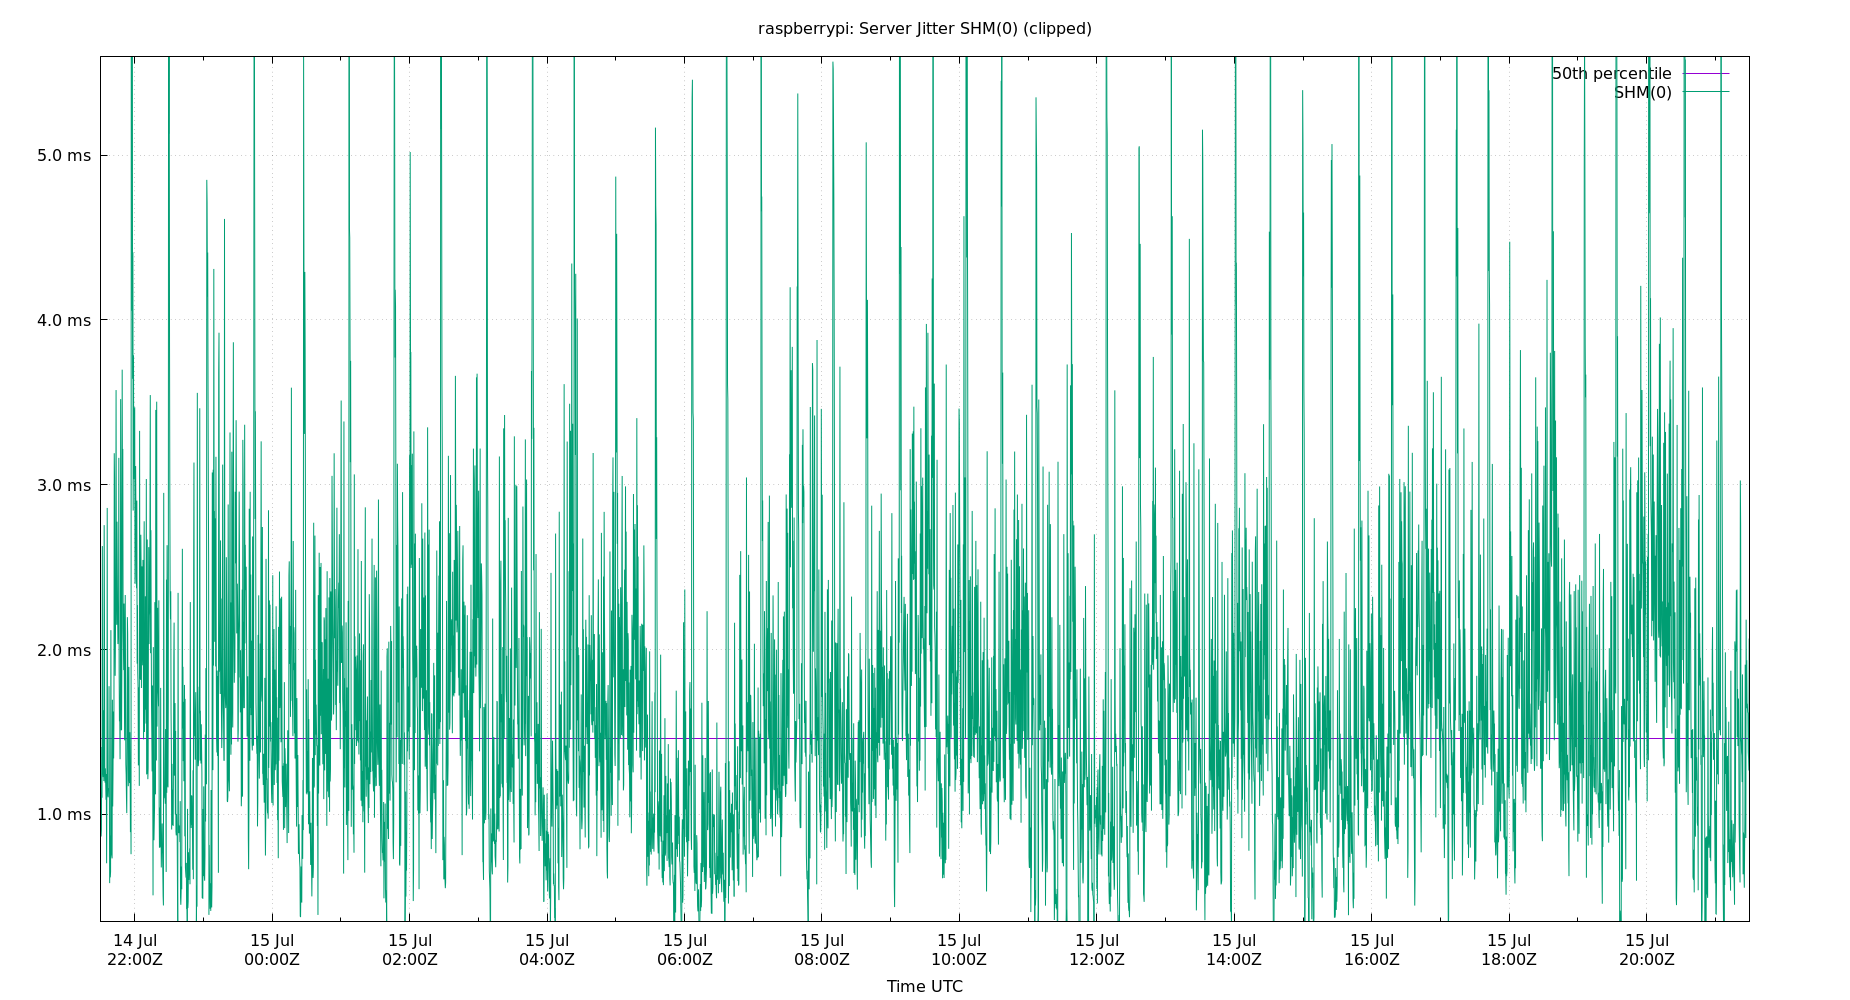 raspberrypi: Server Jitter SHM(0) (clipped)
50th percentile
SHM(0)
5.0 ms
4.0 ms
3.0 ms
2.0 ms
1.0 ms
14 Jul 15 Jul 15 Jul 15 Jul 15 Jul 15 Jul 15 Jul 15 Jul 15 Jul 15 Jul 15 Jul 15 Jul
22:00Z 00:00Z 02:00Z 04:00Z 06:00Z 08:00Z 10:00Z 12:00Z 14:00Z 16:00Z 18:00Z 20:00Z
Time UTC